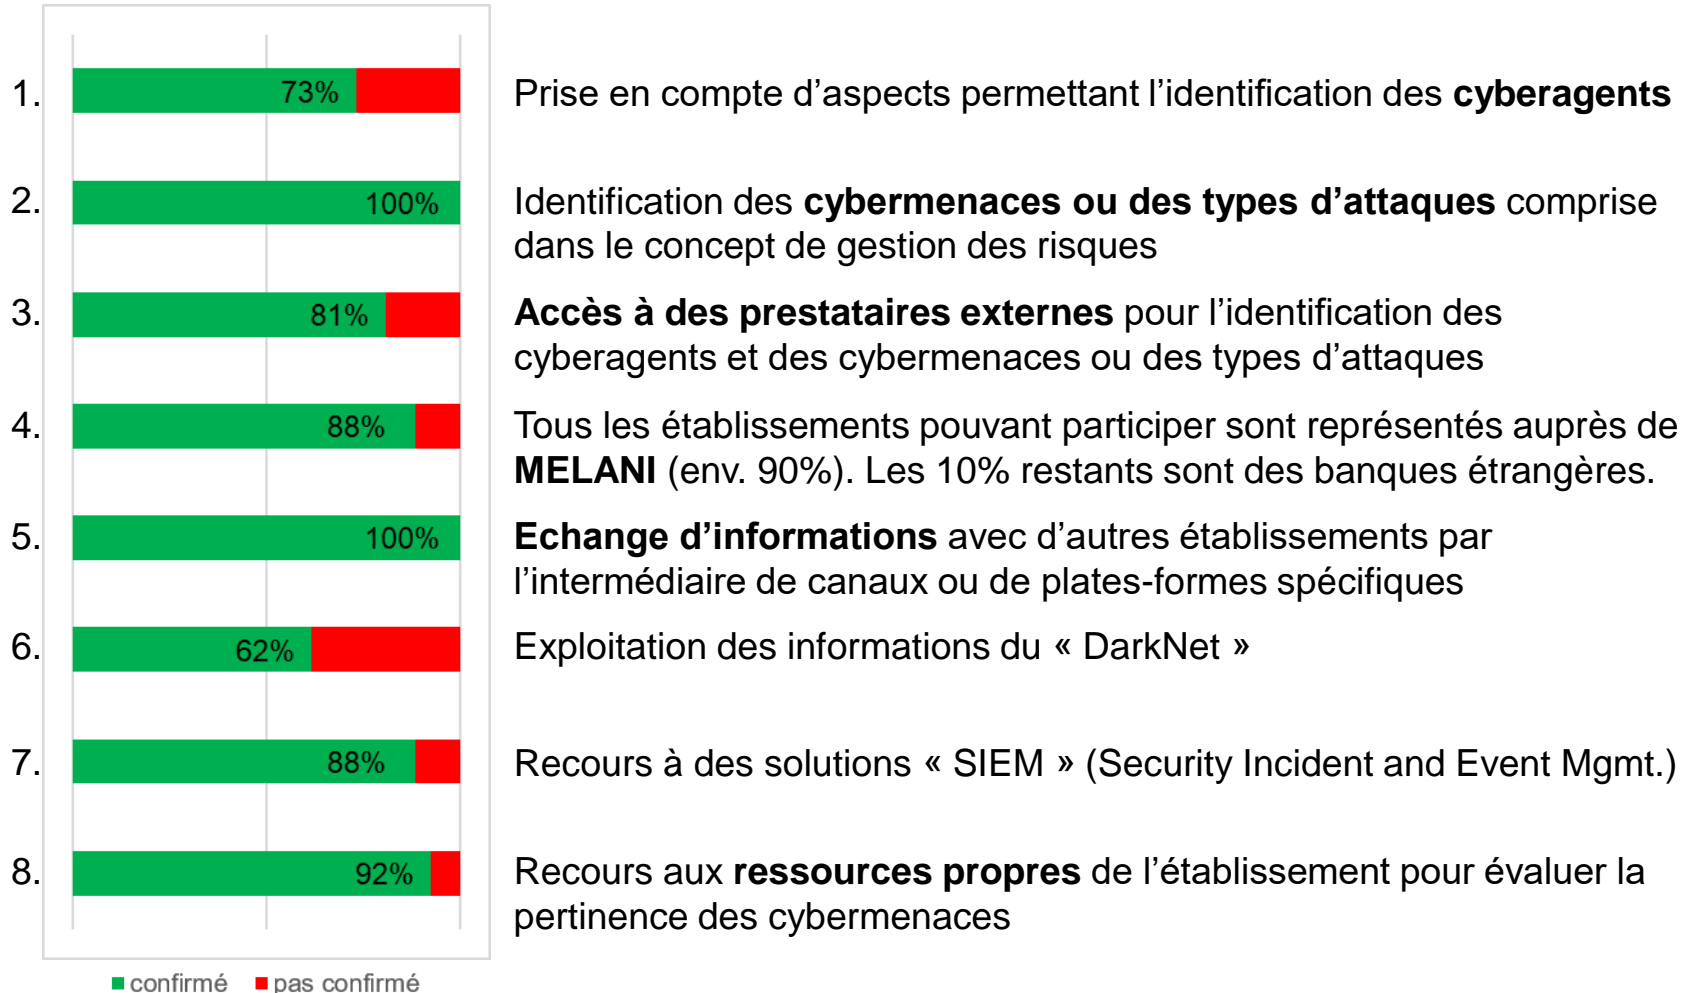 1. 73% Prise en compte d’aspects permettant l’identification des cyberagents
2. 100% Identification des cybermenaces ou des types d’attaques comprise
dans le concept de gestion des risques
3. 81% Accès à des prestataires externes pour l’identification des
cyberagents et des cybermenaces ou des types d’attaques
4. 88% Tous les établissements pouvant participer sont représentés auprès de
MELANI (env. 90%). Les 10% restants sont des banques étrangères.
5. 100% Echange d’informations avec d’autres établissements par
l’intermédiaire de canaux ou de plates-formes spécifiques
6. 62% Exploitation des informations du « DarkNet »
7. 88% Recours à des solutions « SIEM » (Security Incident and Event Mgmt.)
8. 92% Recours aux ressources propres de l’établissement pour évaluer la
pertinence des cybermenaces
confirmé pas confirmé